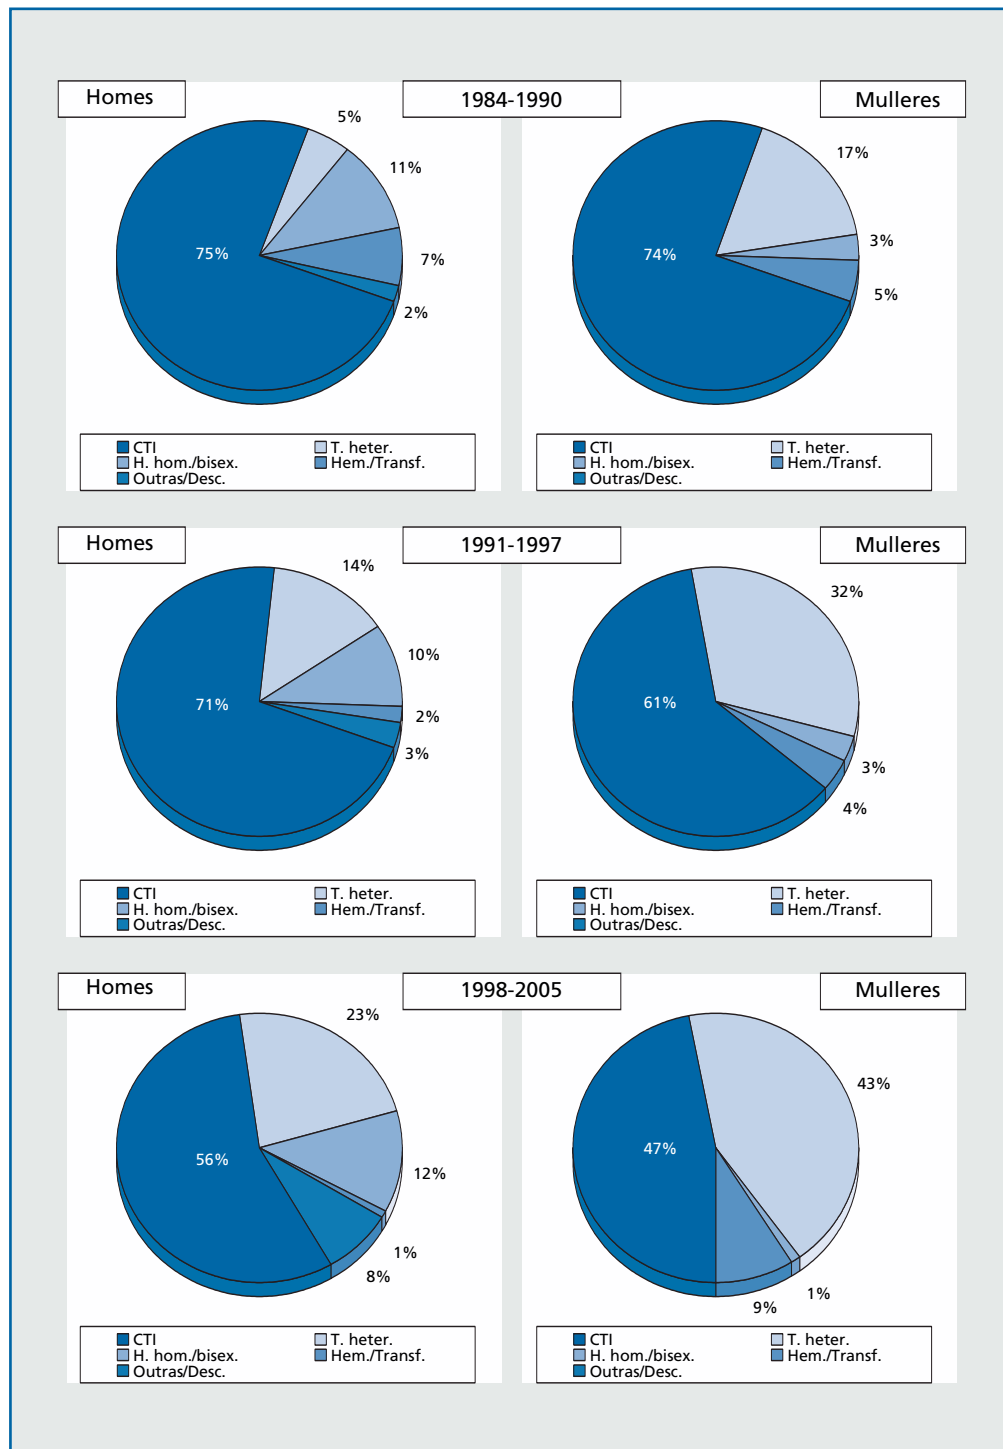 Homes
1984-1990
Mulleres
5%
11%
75%
7%
2%
17%
3%
74%
5%
CTI
T. heter.
H. hom./bisex.
Hem./Transf.
Outras/Desc.
CTI
T. heter.
H. hom./bisex.
Hem./Transf.
Outras/Desc.
Homes
1991-1997
Mulleres
14%
10%
71%
2%
3%
32%
61%
3%
4%
CTI
T. heter.
H. hom./bisex.
Hem./Transf.
Outras/Desc.
CTI
T. heter.
H. hom./bisex.
Hem./Transf.
Outras/Desc.
Homes
1998-2005
Mulleres
23%
56%
12%
1%
8%
43%
47%
1%
9%
CTI
T. heter.
H. hom./bisex.
Hem./Transf.
Outras/Desc.
CTI
T. heter.
H. hom./bisex.
Hem./Transf.
Outras/Desc.